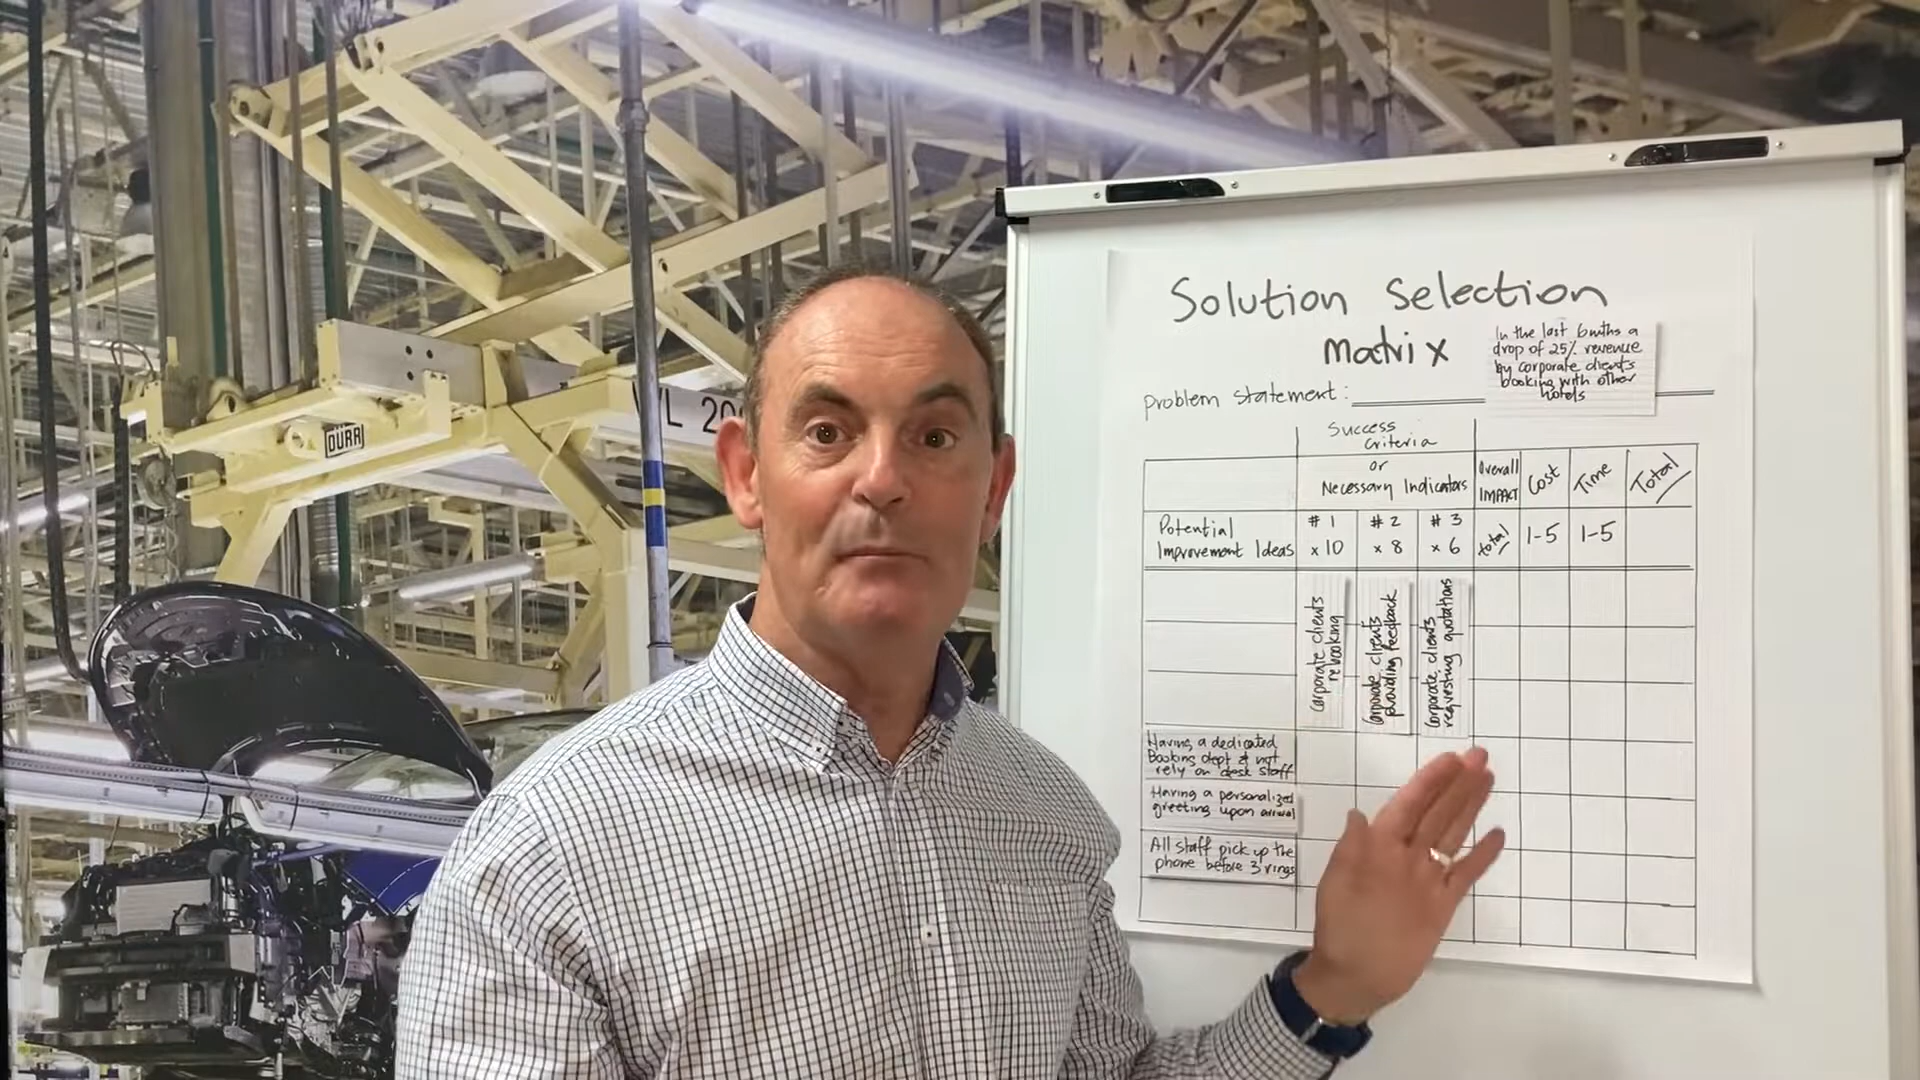 DÜRR
Solution Selection
Matrix
In the last 6mths a
drop of 25% revenue
by corporate clients
booking with other
hotels
Problem Statement:
Success
Criteria
or
Necessary Indicators
Overall
IMPACT
Cost
Time
Total
Potential
Improvement Ideas
#1
x 10
#2
x 8
#3
x 6
total
1-5
1-5
Corporate clients
rebooking
Corporate clients
providing feedback
Corporate clients
requesting quotations
Having a dedicated
Booking dept & not
rely on desk staff
Having a personalized
greeting upon arrival
All staff pick up the
phone before 3 rings